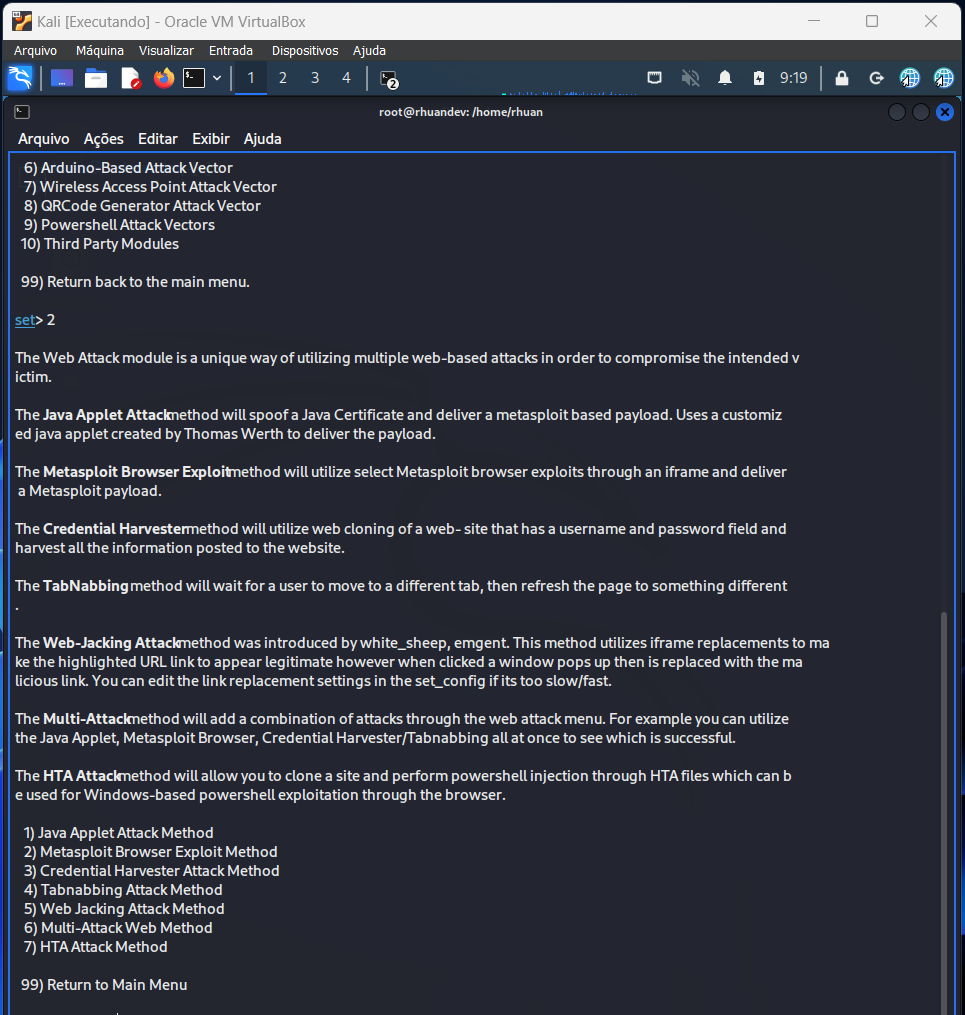 Kali [Executando] - Oracle VM VirtualBox
Arquivo Máquina Visualizar Entrada Dispositivos Ajuda
1 2 3 4 2 9:19
root@rhuandev: /home/rhuan
Arquivo Ações Editar Exibir Ajuda
6) Arduino-Based Attack Vector
7) Wireless Access Point Attack Vector
8) QRCode Generator Attack Vector
9) Powershell Attack Vectors
10) Third Party Modules
99) Return back to the main menu.
set> 2
The Web Attack module is a unique way of utilizing multiple web-based attacks in order to compromise the intended v
ictim.
The Java Applet Attack method will spoof a Java Certificate and deliver a metasploit based payload. Uses a customiz
ed java applet created by Thomas Werth to deliver the payload.
The Metasploit Browser Exploit method will utilize select Metasploit browser exploits through an iframe and deliver
a Metasploit payload.
The Credential Harvester method will utilize web cloning of a web- site that has a username and password field and
harvest all the information posted to the website.
The TabNabbing method will wait for a user to move to a different tab, then refresh the page to something different
.
The Web-Jacking Attack method was introduced by white_sheep, emgent. This method utilizes iframe replacements to ma
ke the highlighted URL link to appear legitimate however when clicked a window pops up then is replaced with the ma
licious link. You can edit the link replacement settings in the set_config if its too slow/fast.
The Multi-Attack method will add a combination of attacks through the web attack menu. For example you can utilize
the Java Applet, Metasploit Browser, Credential Harvester/Tabnabbing all at once to see which is successful.
The HTA Attack method will allow you to clone a site and perform powershell injection through HTA files which can b
e used for Windows-based powershell exploitation through the browser.
1) Java Applet Attack Method
2) Metasploit Browser Exploit Method
3) Credential Harvester Attack Method
4) Tabnabbing Attack Method
5) Web Jacking Attack Method
6) Multi-Attack Web Method
7) HTA Attack Method
99) Return to Main Menu